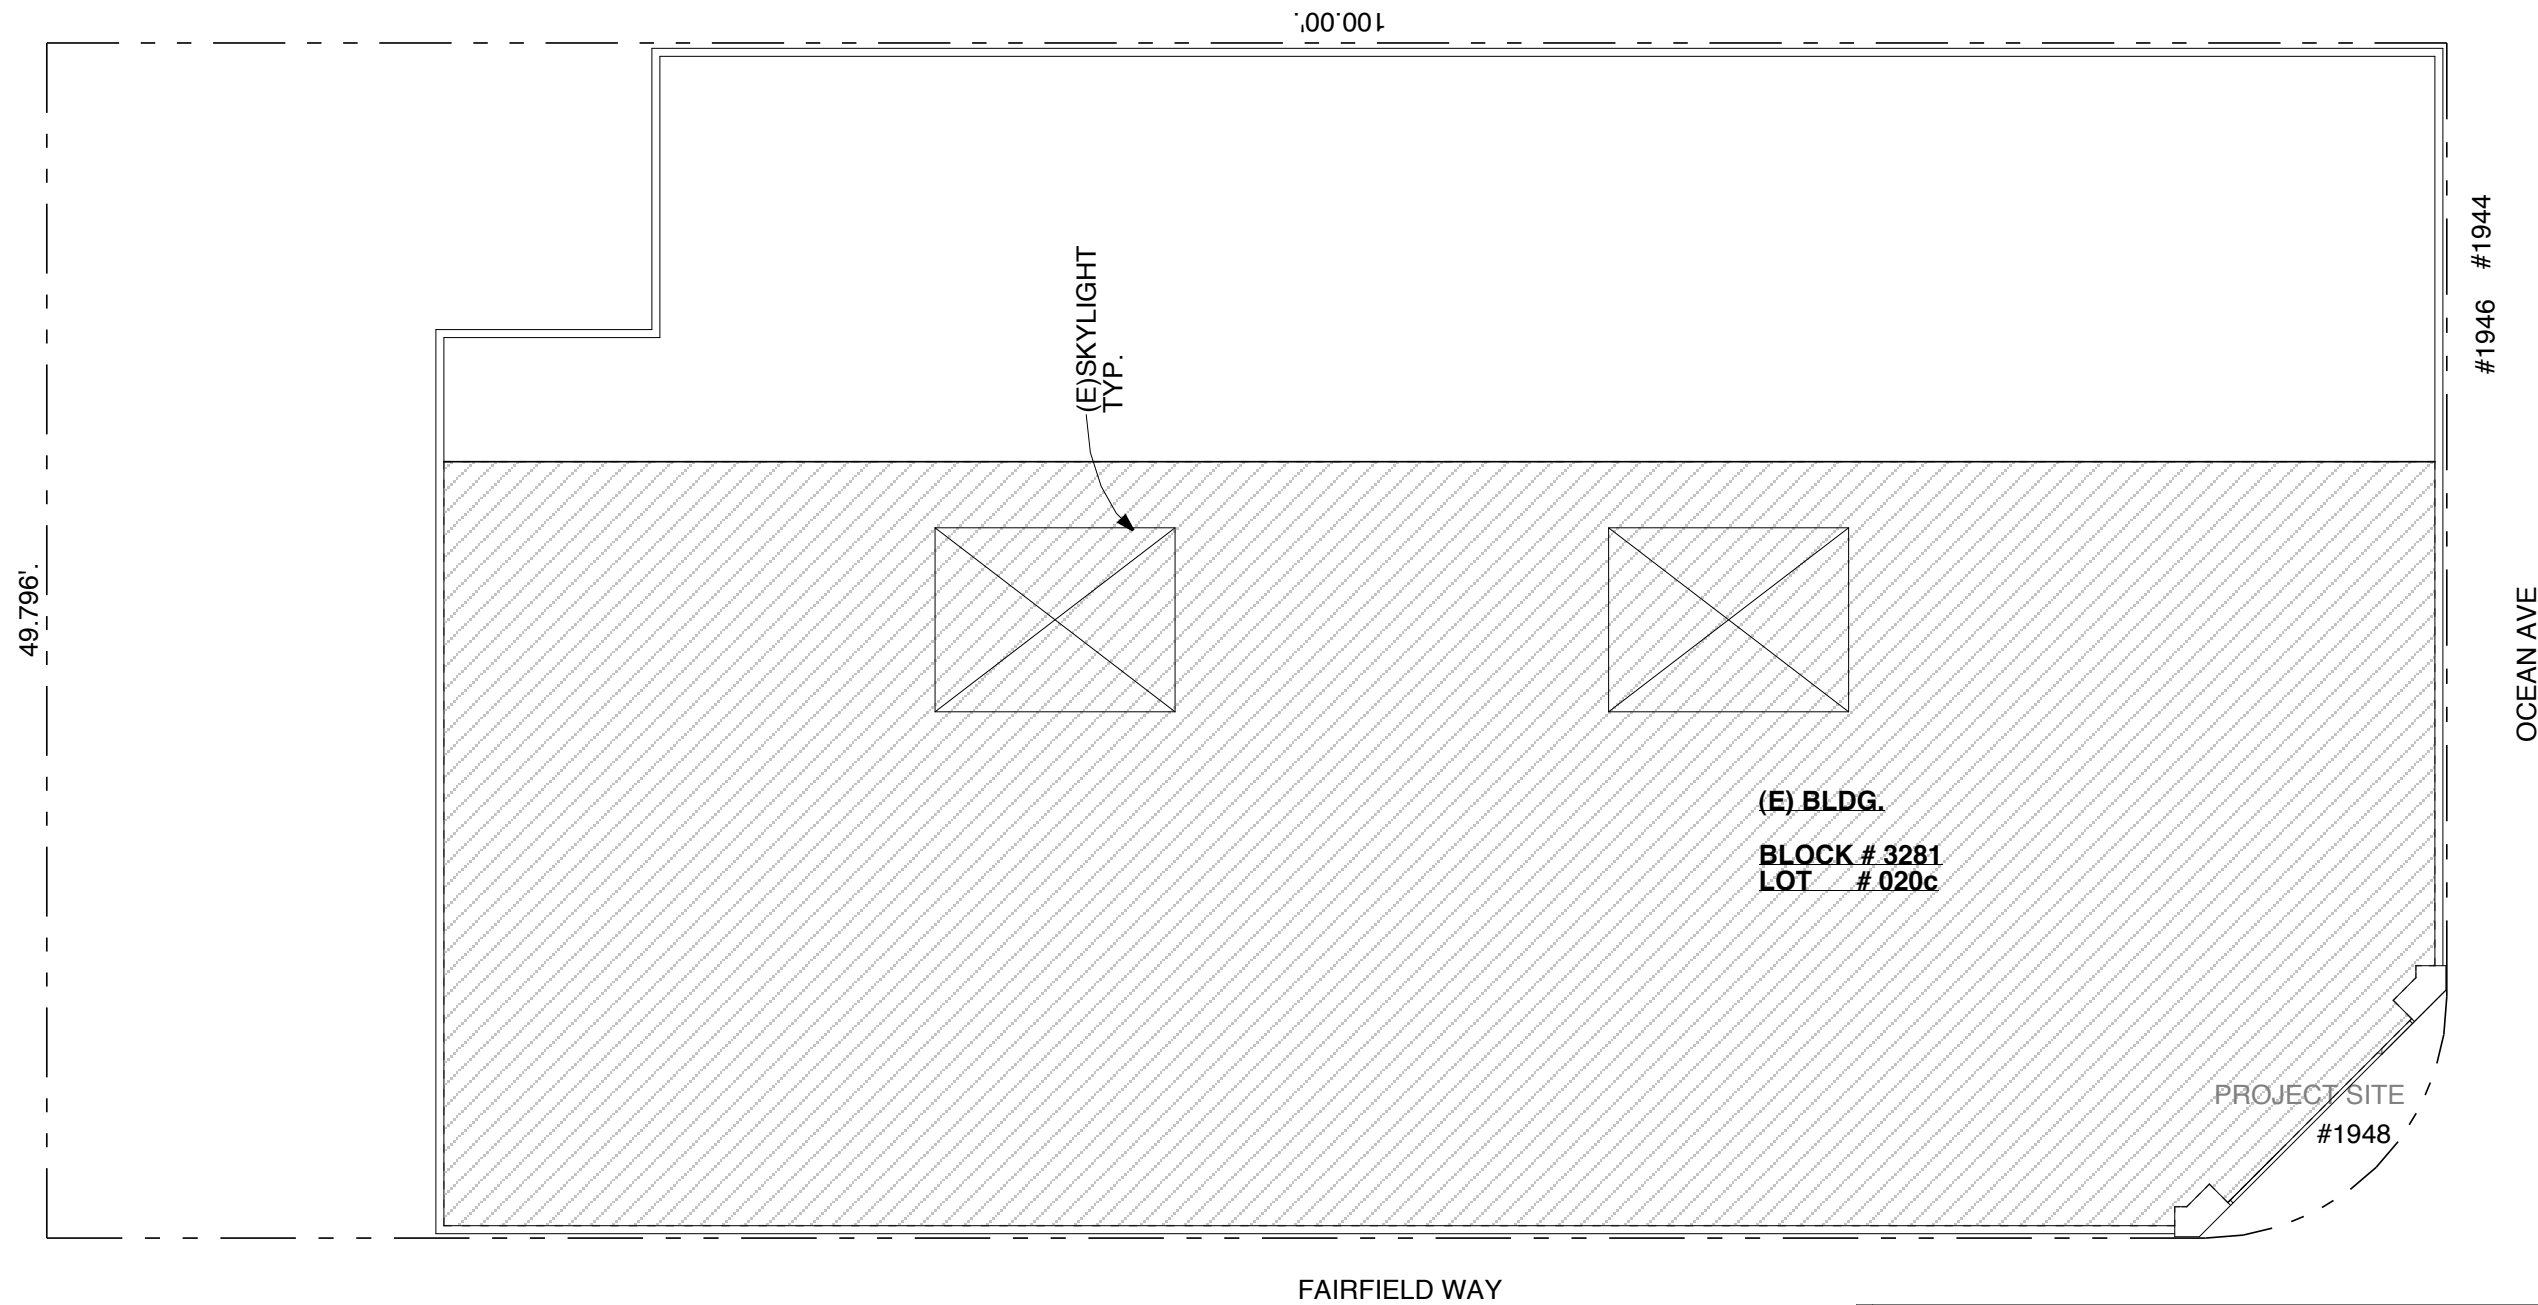 100.00'.
#1944
#1946
(E)SKYLIGHT
TYP.
49.796'.
OCEAN AVE
(E) BLDG.
BLOCK # 3281
LOT # 020c
PROJECT SITE
#1948
FAIRFIELD WAY